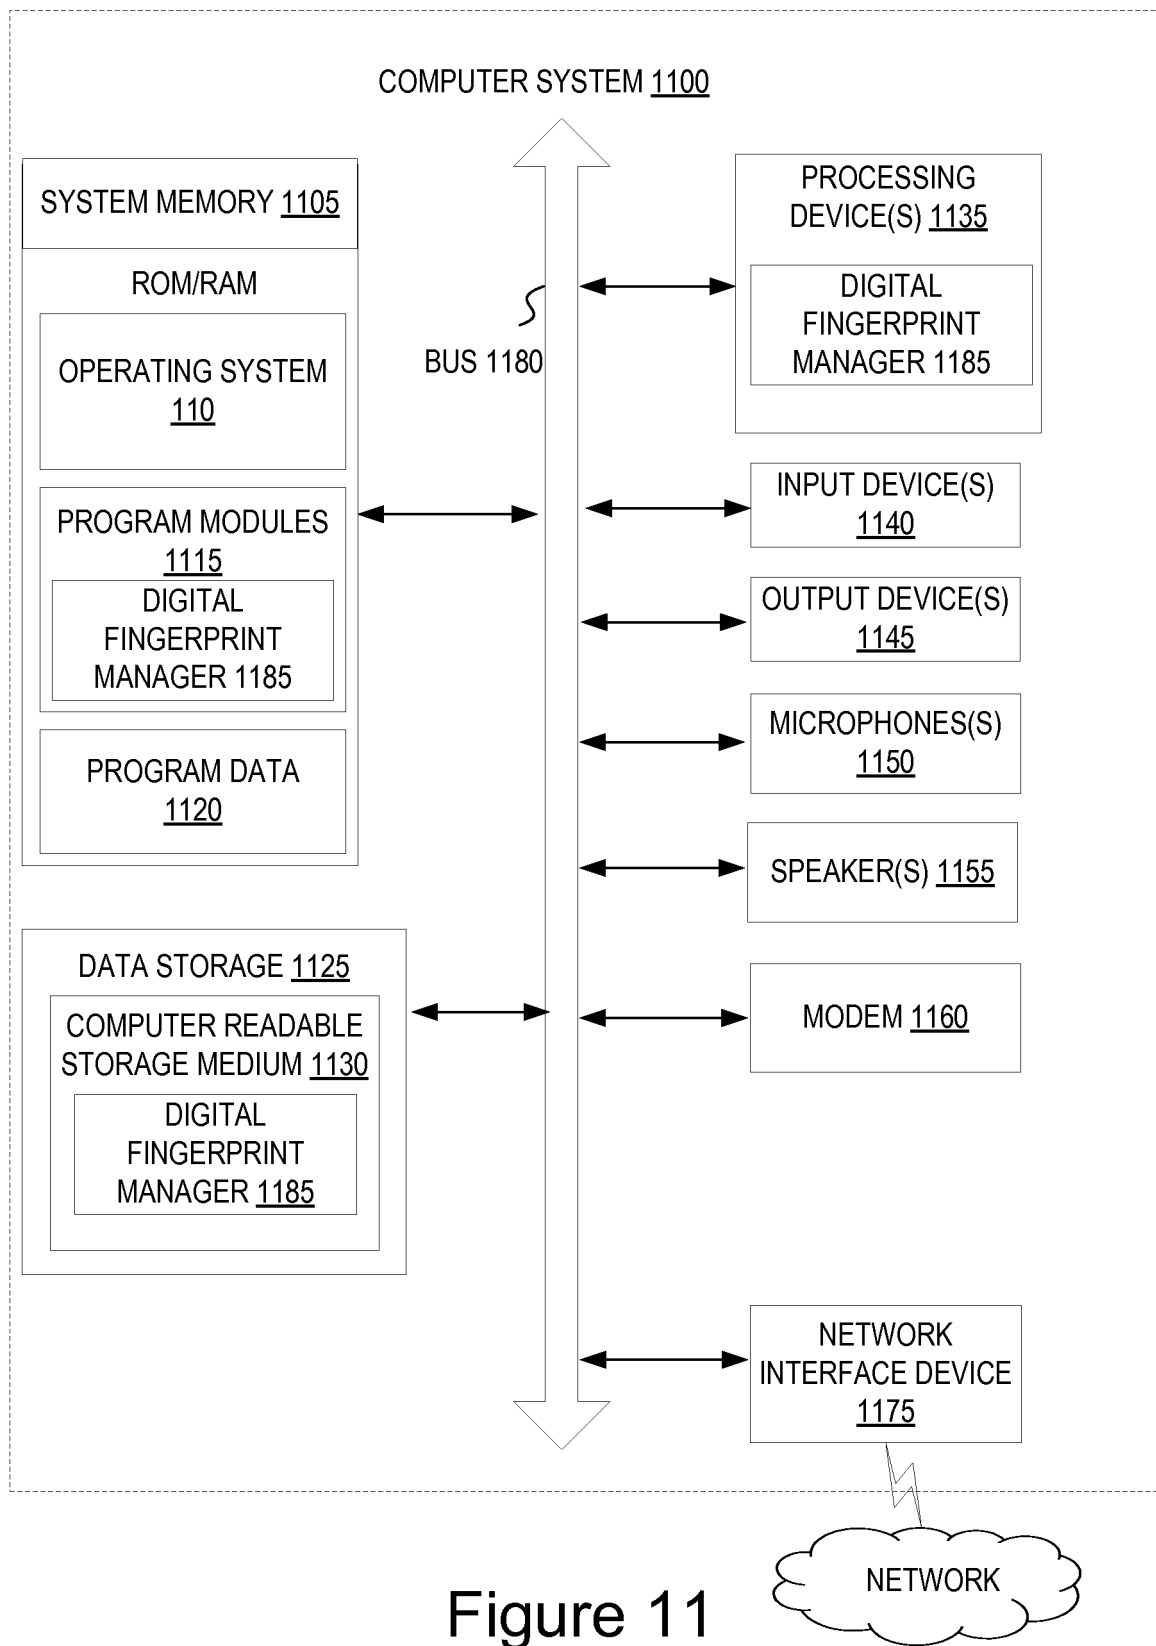 COMPUTER SYSTEM 1100
SYSTEM MEMORY 1105
ROM/RAM
OPERATING SYSTEM
110
PROGRAM MODULES
1115
DIGITAL
FINGERPRINT
MANAGER 1185
PROGRAM DATA
1120
DATA STORAGE 1125
COMPUTER READABLE
STORAGE MEDIUM 1130
DIGITAL
FINGERPRINT
MANAGER 1185
BUS 1180
PROCESSING
DEVICE(S) 1135
DIGITAL
FINGERPRINT
MANAGER 1185
INPUT DEVICE(S)
1140
OUTPUT DEVICE(S)
1145
MICROPHONES(S)
1150
SPEAKER(S) 1155
MODEM 1160
NETWORK
INTERFACE DEVICE
1175
NETWORK
Figure 11